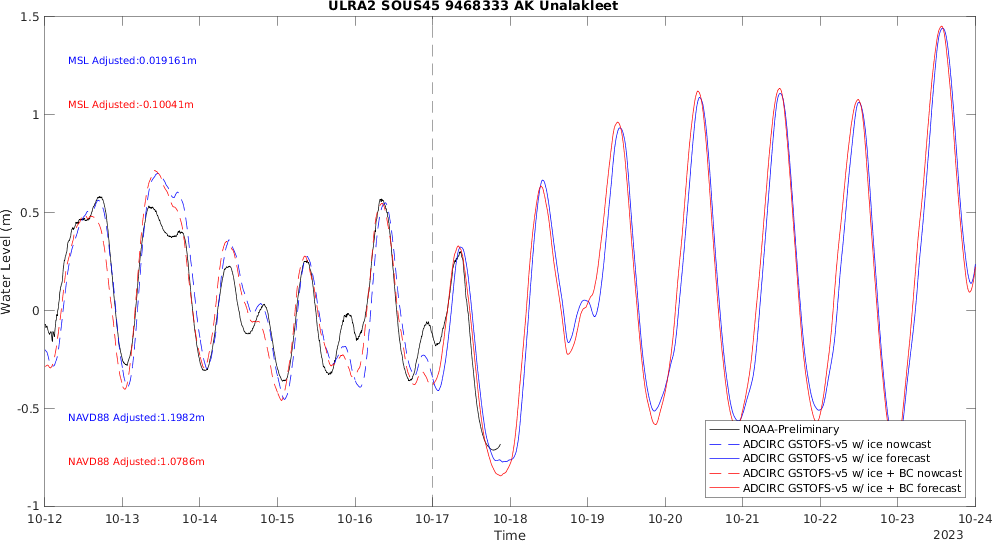 ULRA2 SOUS45 9468333 AK Unalakleet
1.5
1
0.5
0
-0.5
-1
Water Level (m)
MSL Adjusted:0.019161m
MSL Adjusted:-0.10041m
NAVD88 Adjusted:1.1982m
NAVD88 Adjusted:1.0786m
NOAA-Preliminary
ADCIRC GSTOFS-v5 w/ ice nowcast
ADCIRC GSTOFS-v5 w/ ice forecast
ADCIRC GSTOFS-v5 w/ ice + BC nowcast
ADCIRC GSTOFS-v5 w/ ice + BC forecast
10-12 10-13 10-14 10-15 10-16 10-17 10-18 10-19 10-20 10-21 10-22 10-23 10-24
Time
2023